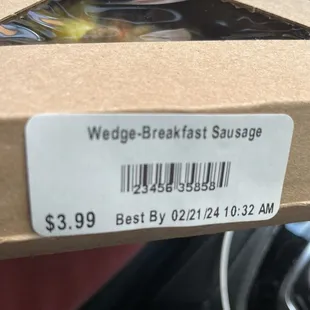 Wedge-Breakfast Sausage
23456 35858
$3.99 Best By 02/21/24 10:32 AM